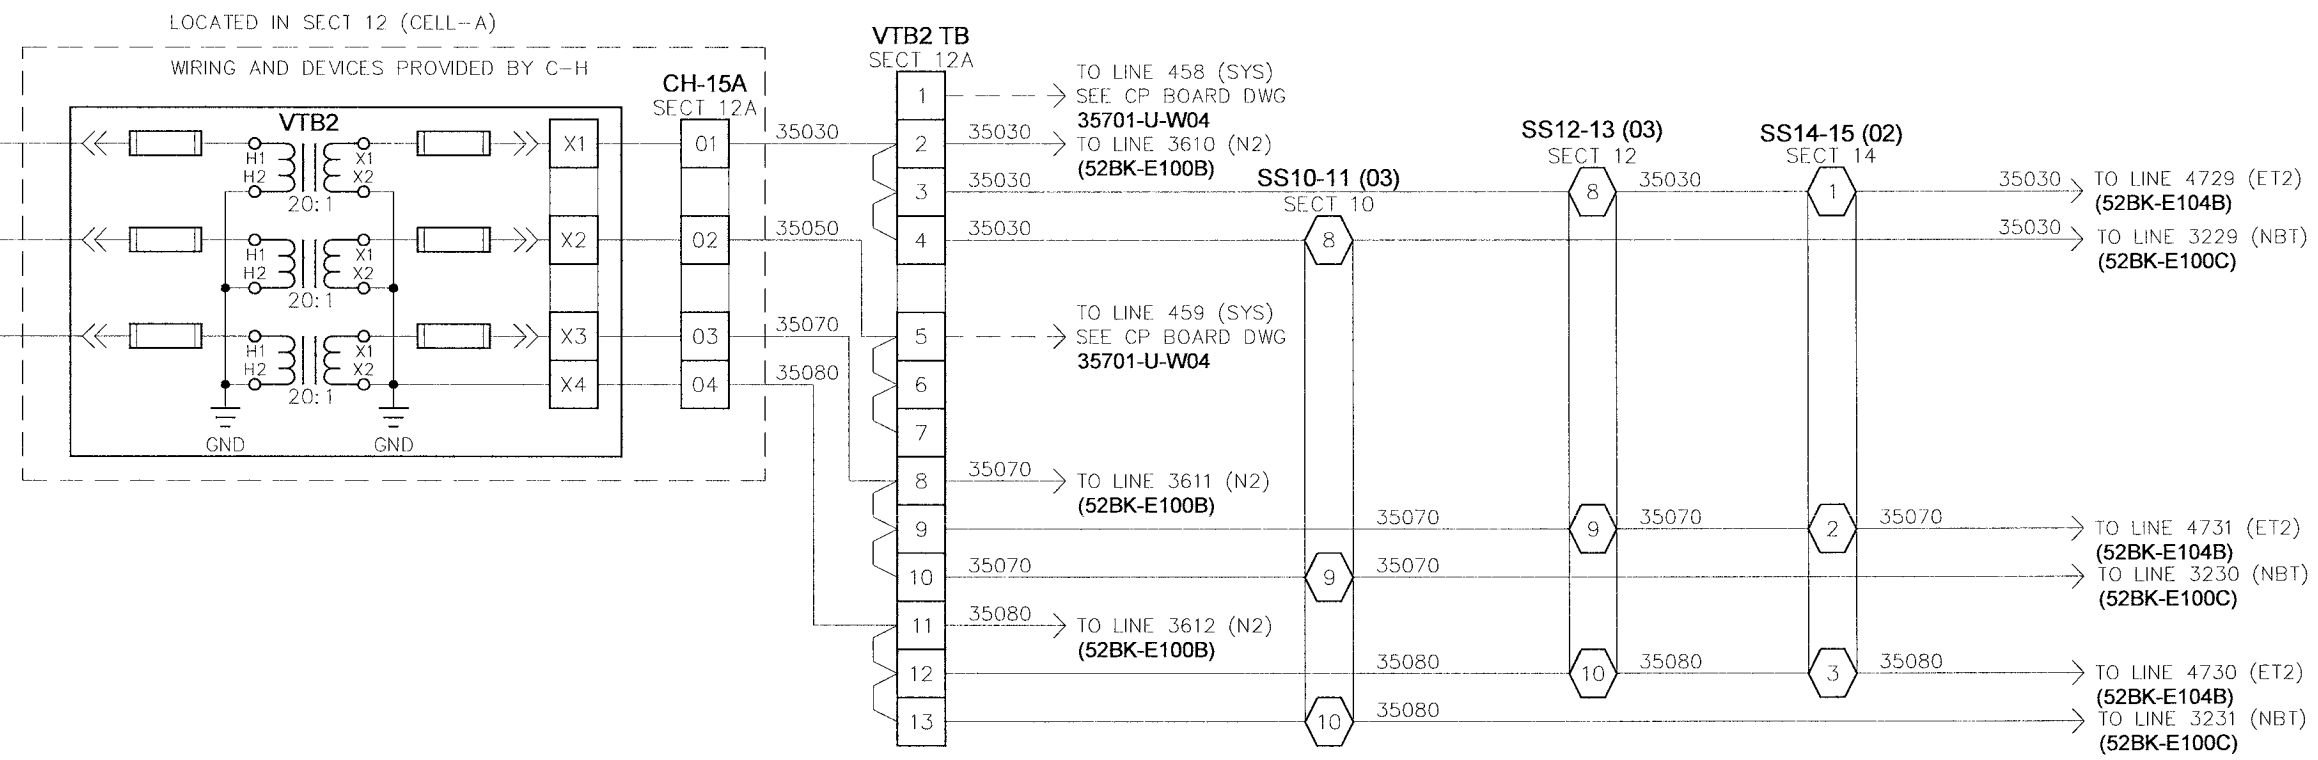 LOCATED IN SECT 12 (CELL-A)
WIRING AND DEVICES PROVIDED BY C-H
CH-15A
SECT 12A
VTB2 TB
SECT 12A
VTB2
H1
H2
X1
X2
20:1
H1
H2
X1
X2
20:1
H1
H2
X1
X2
20:1
GND
GND
X1
X2
X3
X4
01
02
03
04
35030
35050
35070
35080
1
2
3
4
5
6
7
8
9
10
11
12
13
TO LINE 458 (SYS)
SEE CP BOARD DWG
35701-U-W04
35030
TO LINE 3610 (N2)
(52BK-E100B)
35030
35030
TO LINE 459 (SYS)
SEE CP BOARD DWG
35701-U-W04
35070
TO LINE 3611 (N2)
(52BK-E100B)
35070
35080
TO LINE 3612 (N2)
(52BK-E100B)
SS10-11 (03)
SECT 10
8
9
10
35070
35070
35080
35080
SS12-13 (03)
SECT 12
8
9
10
35030
35070
35080
SS14-15 (02)
SECT 14
1
2
3
35070
35080
35030
TO LINE 4729 (ET2)
(52BK-E104B)
35030
TO LINE 3229 (NBT)
(52BK-E100C)
TO LINE 4731 (ET2)
(52BK-E104B)
TO LINE 3230 (NBT)
(52BK-E100C)
TO LINE 4730 (ET2)
(52BK-E104B)
TO LINE 3231 (NBT)
(52BK-E100C)